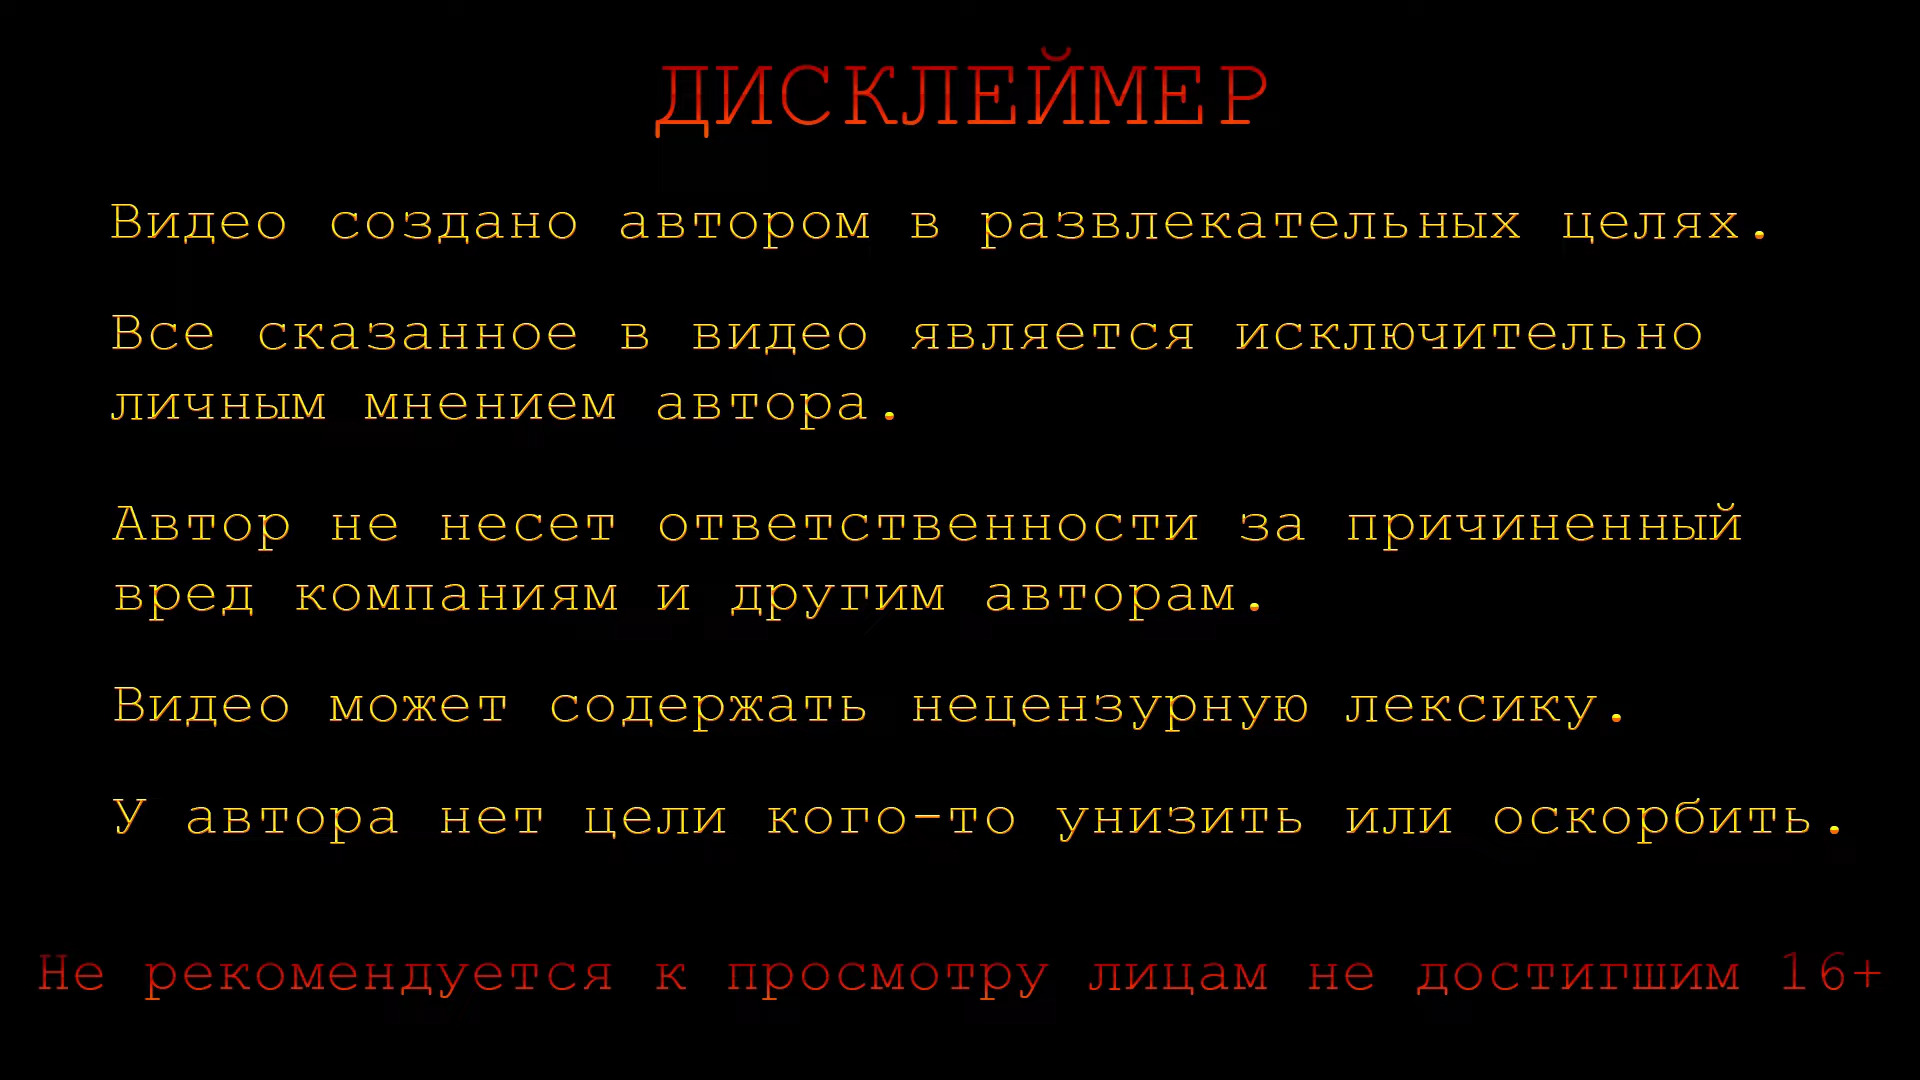 ДИСКЛЕЙМЕР
Видео создано автором в развлекательных целях.
Все сказанное в видео является исключительно
личным мнением автора.
Автор не несет ответственности за причиненный
вред компаниям и другим авторам.
Видео может содержать нецензурную лексику.
У автора нет цели кого-то унизить или оскорбить.
Не рекомендуется к просмотру лицам не достигшим 16+